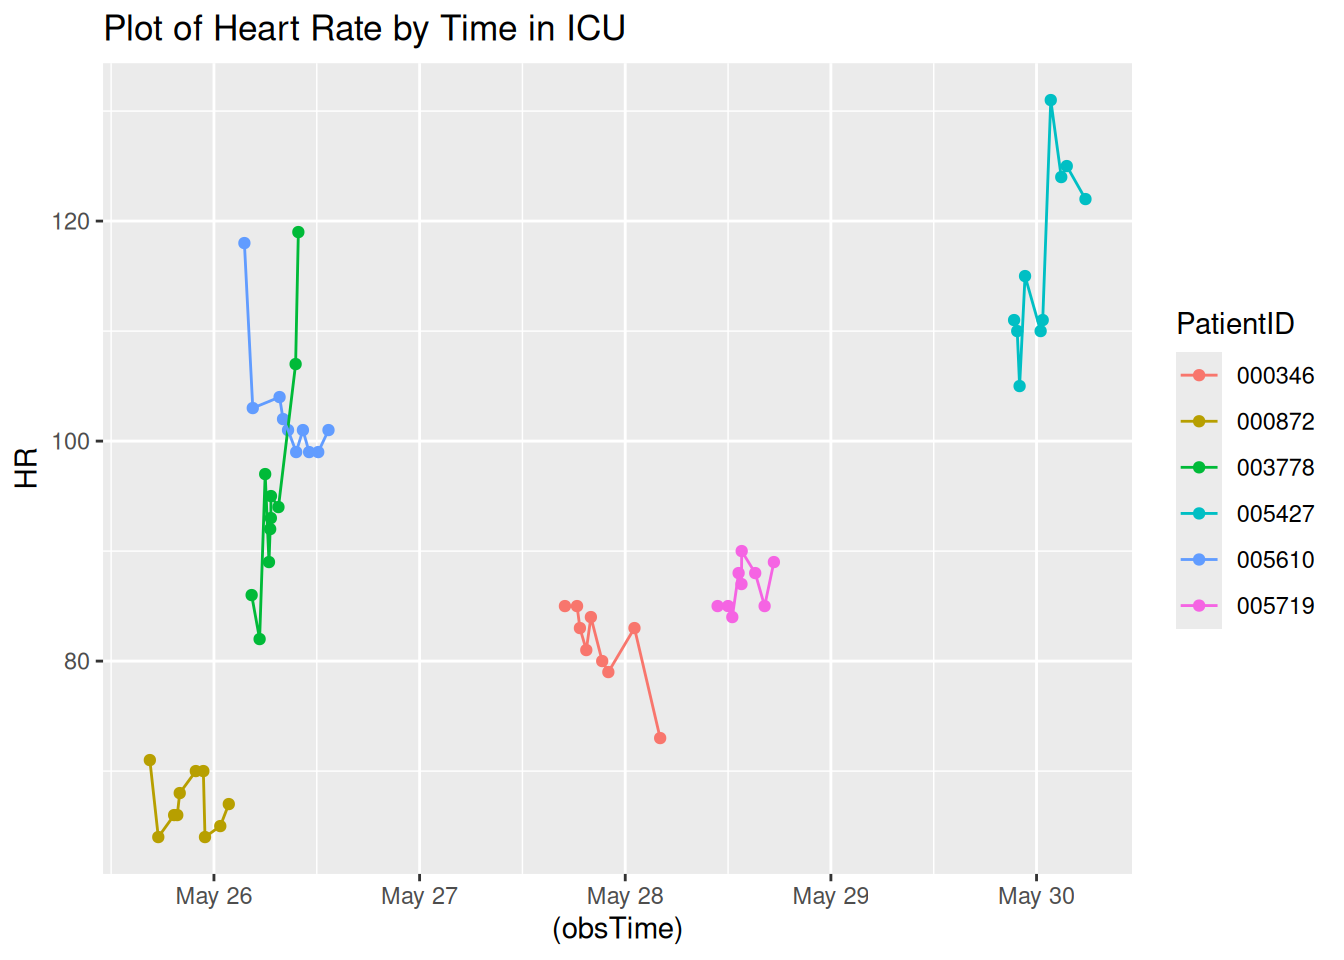 Plot of Heart Rate by Time in ICU
120
100
80
HR
May 26
May 27
May 28
May 29
May 30
(obsTime)
PatientID
000346
000872
003778
005427
005610
005719